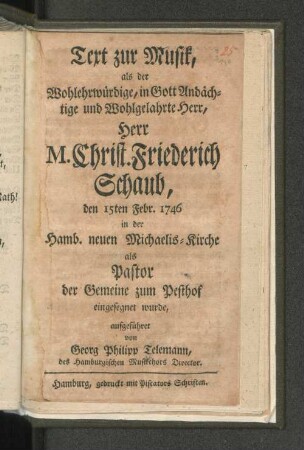 25
Text zur Musik,
als der
Wohlehrwürdige, in Gott Andäch-
tige und Wohlgelahrte Herr,
Herr
M. Christ. Friederich
Schaub,
den 15ten Febr. 1746
in der
Hamb. neuen Michaelis-Kirche
als
Pastor
der Gemeine zum Pesthof
eingesegnet wurde,
aufgeführet
von
Georg Philipp Telemann,
des Hamburgischen Musikchors Director.
Hamburg, gedruckt mit Piscators Schriften.